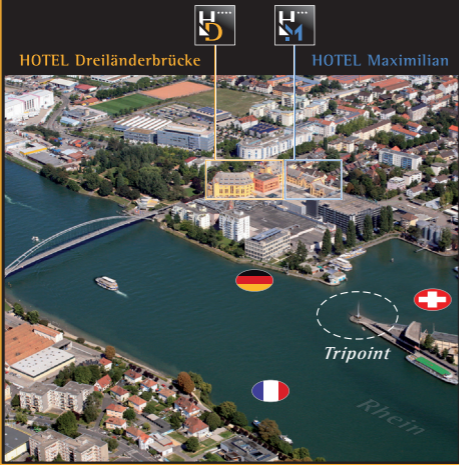 H****
D
H****
M
HOTEL Dreiländerbrücke
HOTEL Maximilian
Tripoint
Rhein